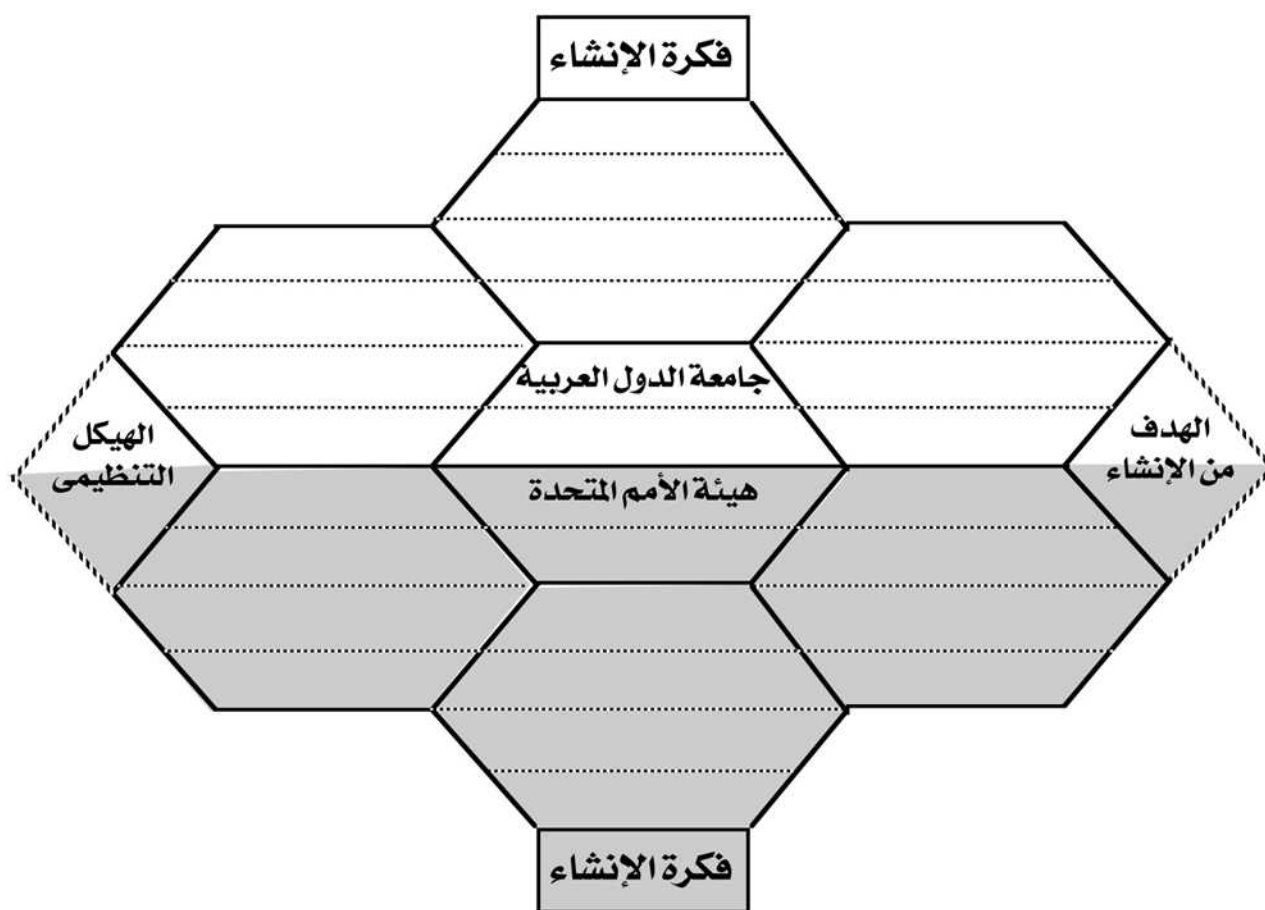 فكرة الإنشاء
جامعة الدول العربية
الهدف
من الإنشاء
الهيكل
التنظيمى
هيئة الأمم المتحدة
فكرة الإنشاء